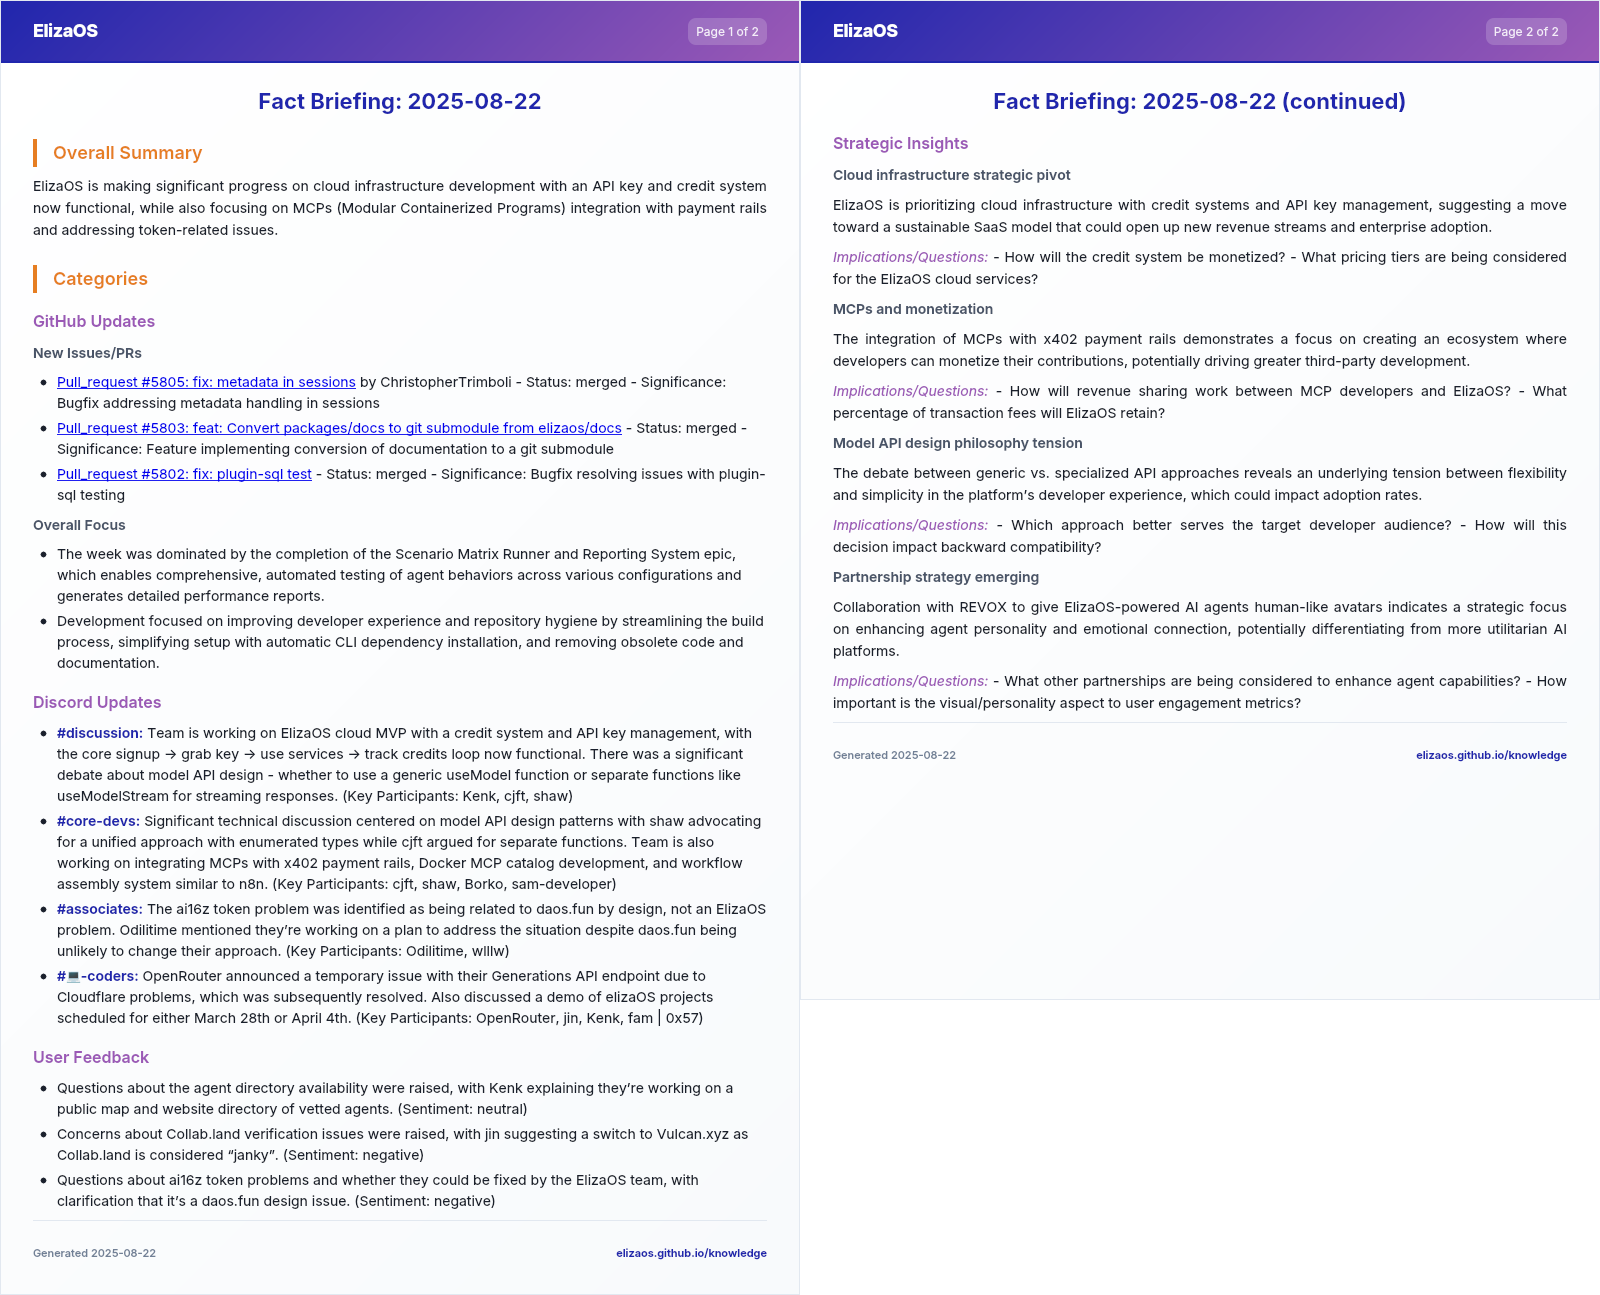 ElizaOS
Page 1 of 2
Fact Briefing: 2025-08-22
Overall Summary
ElizaOS is making significant progress on cloud infrastructure development with an API key and credit system
now functional, while also focusing on MCPs (Modular Containerized Programs) integration with payment rails
and addressing token-related issues.
Categories
GitHub Updates
New Issues/PRs
• Pull_request #5805: fix: metadata in sessions by ChristopherTrimboli - Status: merged - Significance:
Bugfix addressing metadata handling in sessions
• Pull_request #5803: feat: Convert packages/docs to git submodule from elizaos/docs - Status: merged -
Significance: Feature implementing conversion of documentation to a git submodule
• Pull_request #5802: fix: plugin-sql test - Status: merged - Significance: Bugfix resolving issues with plugin-
sql testing
Overall Focus
• The week was dominated by the completion of the Scenario Matrix Runner and Reporting System epic,
which enables comprehensive, automated testing of agent behaviors across various configurations and
generates detailed performance reports.
• Development focused on improving developer experience and repository hygiene by streamlining the build
process, simplifying setup with automatic CLI dependency installation, and removing obsolete code and
documentation.
Discord Updates
• #discussion: Team is working on ElizaOS cloud MVP with a credit system and API key management, with
the core signup → grab key → use services → track credits loop now functional. There was a significant
debate about model API design - whether to use a generic useModel function or separate functions like
useModelStream for streaming responses. (Key Participants: Kenk, cjft, shaw)
• #core-devs: Significant technical discussion centered on model API design patterns with shaw advocating
for a unified approach with enumerated types while cjft argued for separate functions. Team is also
working on integrating MCPs with x402 payment rails, Docker MCP catalog development, and workflow
assembly system similar to n8n. (Key Participants: cjft, shaw, Borko, sam-developer)
• #associates: The ai16z token problem was identified as being related to daos.fun by design, not an ElizaOS
problem. Odilitime mentioned they’re working on a plan to address the situation despite daos.fun being
unlikely to change their approach. (Key Participants: Odilitime, wlllw)
• #💻-coders: OpenRouter announced a temporary issue with their Generations API endpoint due to
Cloudflare problems, which was subsequently resolved. Also discussed a demo of elizaOS projects
scheduled for either March 28th or April 4th. (Key Participants: OpenRouter, jin, Kenk, fam | 0x57)
User Feedback
• Questions about the agent directory availability were raised, with Kenk explaining they’re working on a
public map and website directory of vetted agents. (Sentiment: neutral)
• Concerns about Collab.land verification issues were raised, with jin suggesting a switch to Vulcan.xyz as
Collab.land is considered “janky”. (Sentiment: negative)
• Questions about ai16z token problems and whether they could be fixed by the ElizaOS team, with
clarification that it’s a daos.fun design issue. (Sentiment: negative)
Generated 2025-08-22
elizaos.github.io/knowledge
ElizaOS
Page 2 of 2
Fact Briefing: 2025-08-22 (continued)
Strategic Insights
Cloud infrastructure strategic pivot
ElizaOS is prioritizing cloud infrastructure with credit systems and API key management, suggesting a move
toward a sustainable SaaS model that could open up new revenue streams and enterprise adoption.
Implications/Questions: - How will the credit system be monetized? - What pricing tiers are being considered
for the ElizaOS cloud services?
MCPs and monetization
The integration of MCPs with x402 payment rails demonstrates a focus on creating an ecosystem where
developers can monetize their contributions, potentially driving greater third-party development.
Implications/Questions: - How will revenue sharing work between MCP developers and ElizaOS? - What
percentage of transaction fees will ElizaOS retain?
Model API design philosophy tension
The debate between generic vs. specialized API approaches reveals an underlying tension between flexibility
and simplicity in the platform’s developer experience, which could impact adoption rates.
Implications/Questions: - Which approach better serves the target developer audience? - How will this
decision impact backward compatibility?
Partnership strategy emerging
Collaboration with REVOX to give ElizaOS-powered AI agents human-like avatars indicates a strategic focus
on enhancing agent personality and emotional connection, potentially differentiating from more utilitarian AI
platforms.
Implications/Questions: - What other partnerships are being considered to enhance agent capabilities? - How
important is the visual/personality aspect to user engagement metrics?
Generated 2025-08-22
elizaos.github.io/knowledge